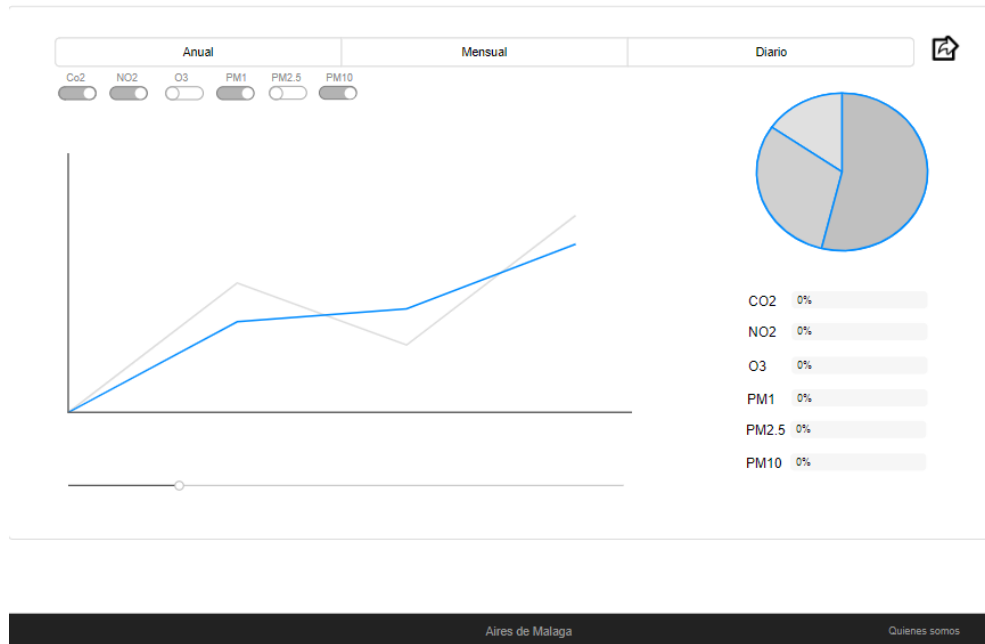 Anual Mensual Diario
Co2 NO2 O3 PM1 PM2.5 PM10
CO2 0%
NO2 0%
O3 0%
PM1 0%
PM2.5 0%
PM10 0%
Aires de Malaga Quienes somos